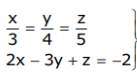 x/3 = y/4 = z/5
2x − 3y + z = −2